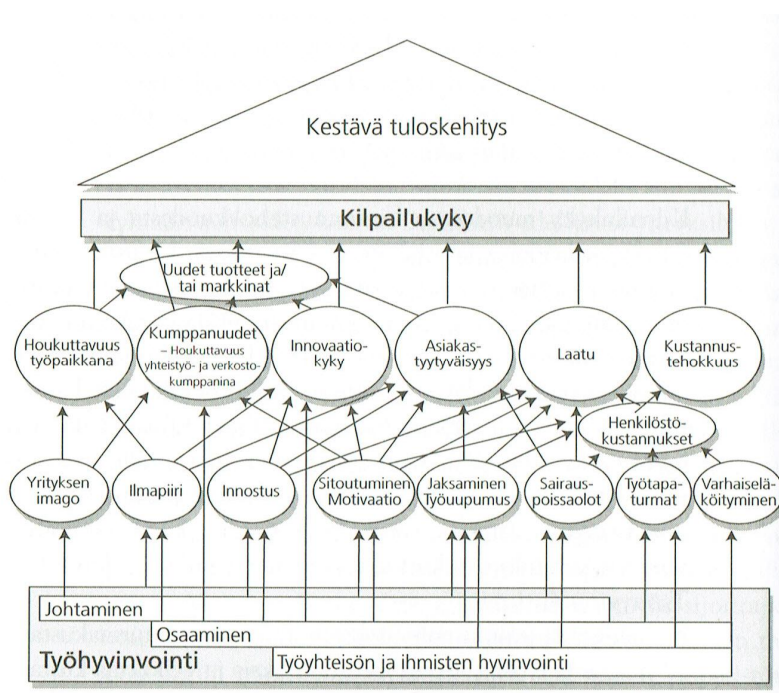 Kestävä tuloskehitys
Kilpailukyky
Uudet tuotteet ja/
tai markkinat
Houkuttavuus
työpaikkana
Kumppanuudet
– Houkuttavuus
yhteistyö- ja verkosto-
kumppanina
Innovaatio-
kyky
Asiakas-
tyytyväisyys
Laatu
Kustannus-
tehokkuus
Henkilöstö-
kustannukset
Yrityksen
imago
Ilmapiiri
Innostus
Sitoutuminen
Motivaatio
Jaksaminen
Työuupumus
Sairaus-
poissaolot
Työtapa-
turmat
Varhaiselä-
köityminen
Johtaminen
Osaaminen
Työhyvinvointi
Työyhteisön ja ihmisten hyvinvointi